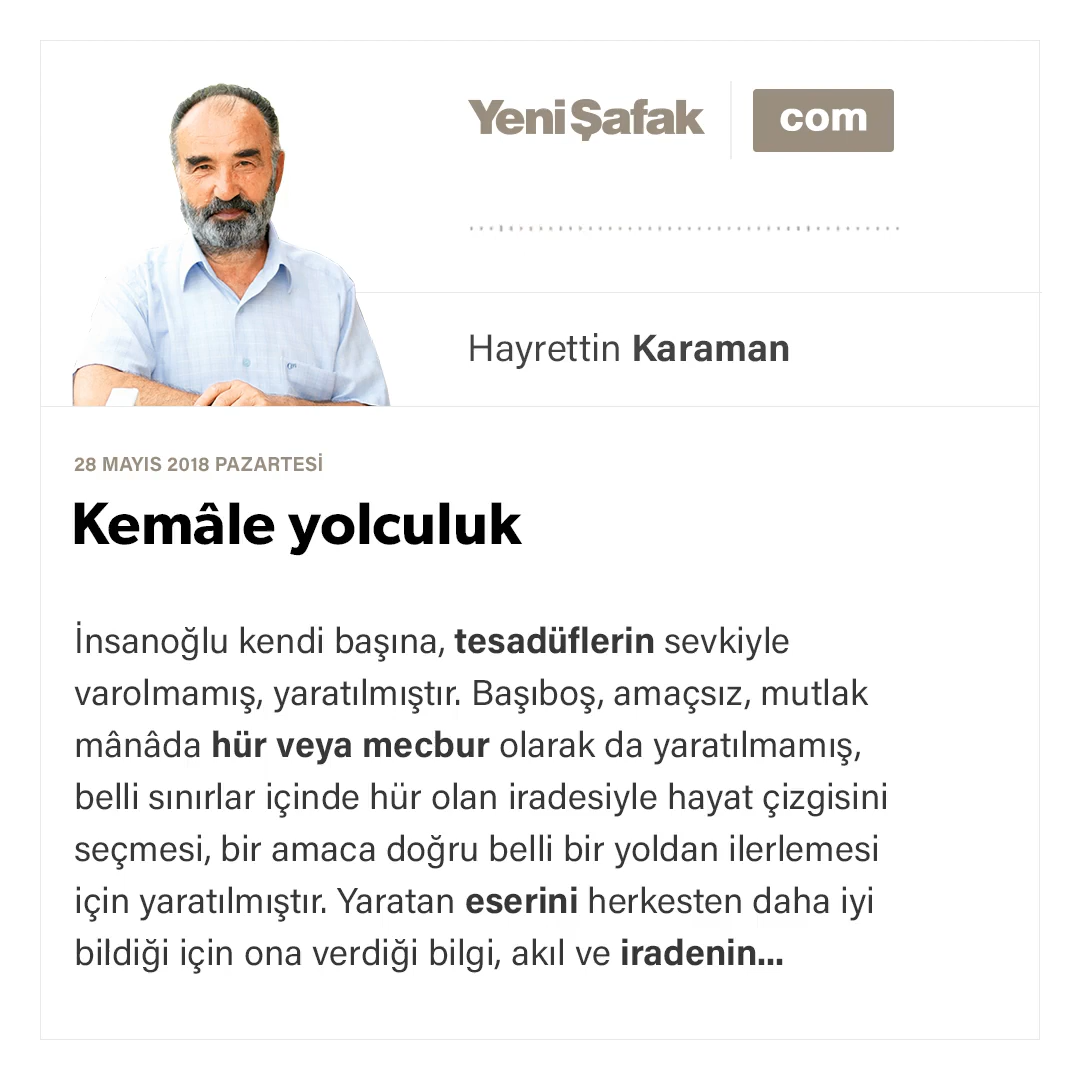 YeniŞafak com
Hayrettin Karaman
28 MAYIS 2018 PAZARTESİ
Kemâle yolculuk
İnsanoğlu kendi başına, tesadüflerin sevkiyle
varolmamış, yaratılmıştır. Başıboş, amaçsız, mutlak
mânâda hür veya mecbur olarak da yaratılmamış,
belli sınırlar içinde hür olan iradesiyle hayat çizgisini
seçmesi, bir amaca doğru belli bir yoldan ilerlemesi
için yaratılmıştır. Yaratan eserini herkesten daha iyi
bildiği için ona verdiği bilgi, akıl ve iradenin...